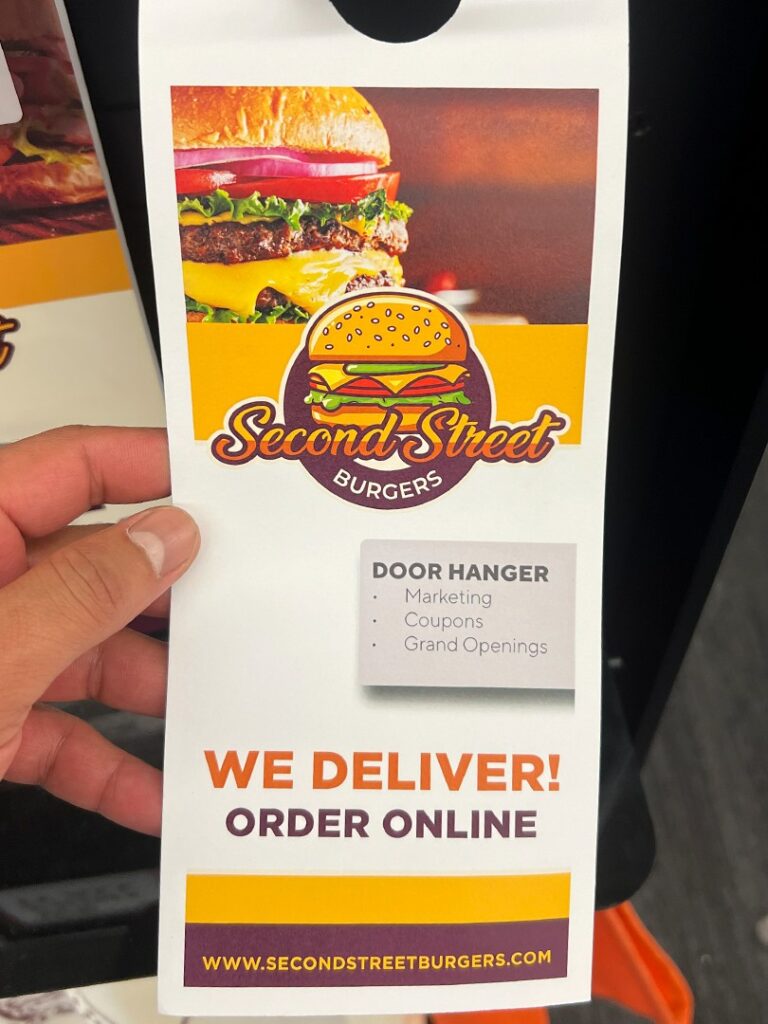 Second Street
BURGERS
DOOR HANGER
• Marketing
• Coupons
• Grand Openings
WE DELIVER!
ORDER ONLINE
WWW.SECONDSTREETBURGERS.COM